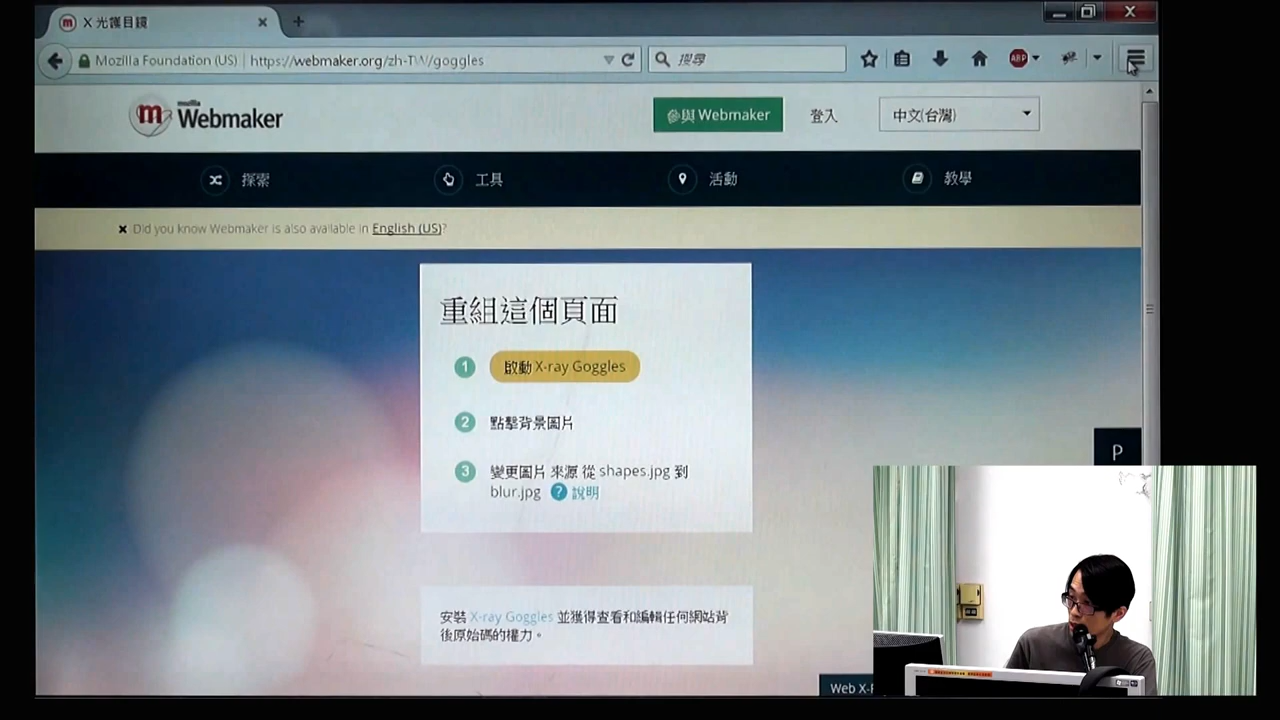 X 光護目鏡
Mozilla Foundation (US) https://webmaker.org/zh-TW/goggles
搜尋
ABP
m mozilla Webmaker
參與 Webmaker
登入
中文(台灣)
探索
工具
活動
教學
Did you know Webmaker is also available in English (US)?
重組這個頁面
1 啟動 X-ray Goggles
2 點擊背景圖片
3 變更圖片 來源 從 shapes.jpg 到
blur.jpg ? 說明
P
安裝 X-ray Goggles 並獲得查看和編輯任何網站背
後原始碼的權力。
Web X-R